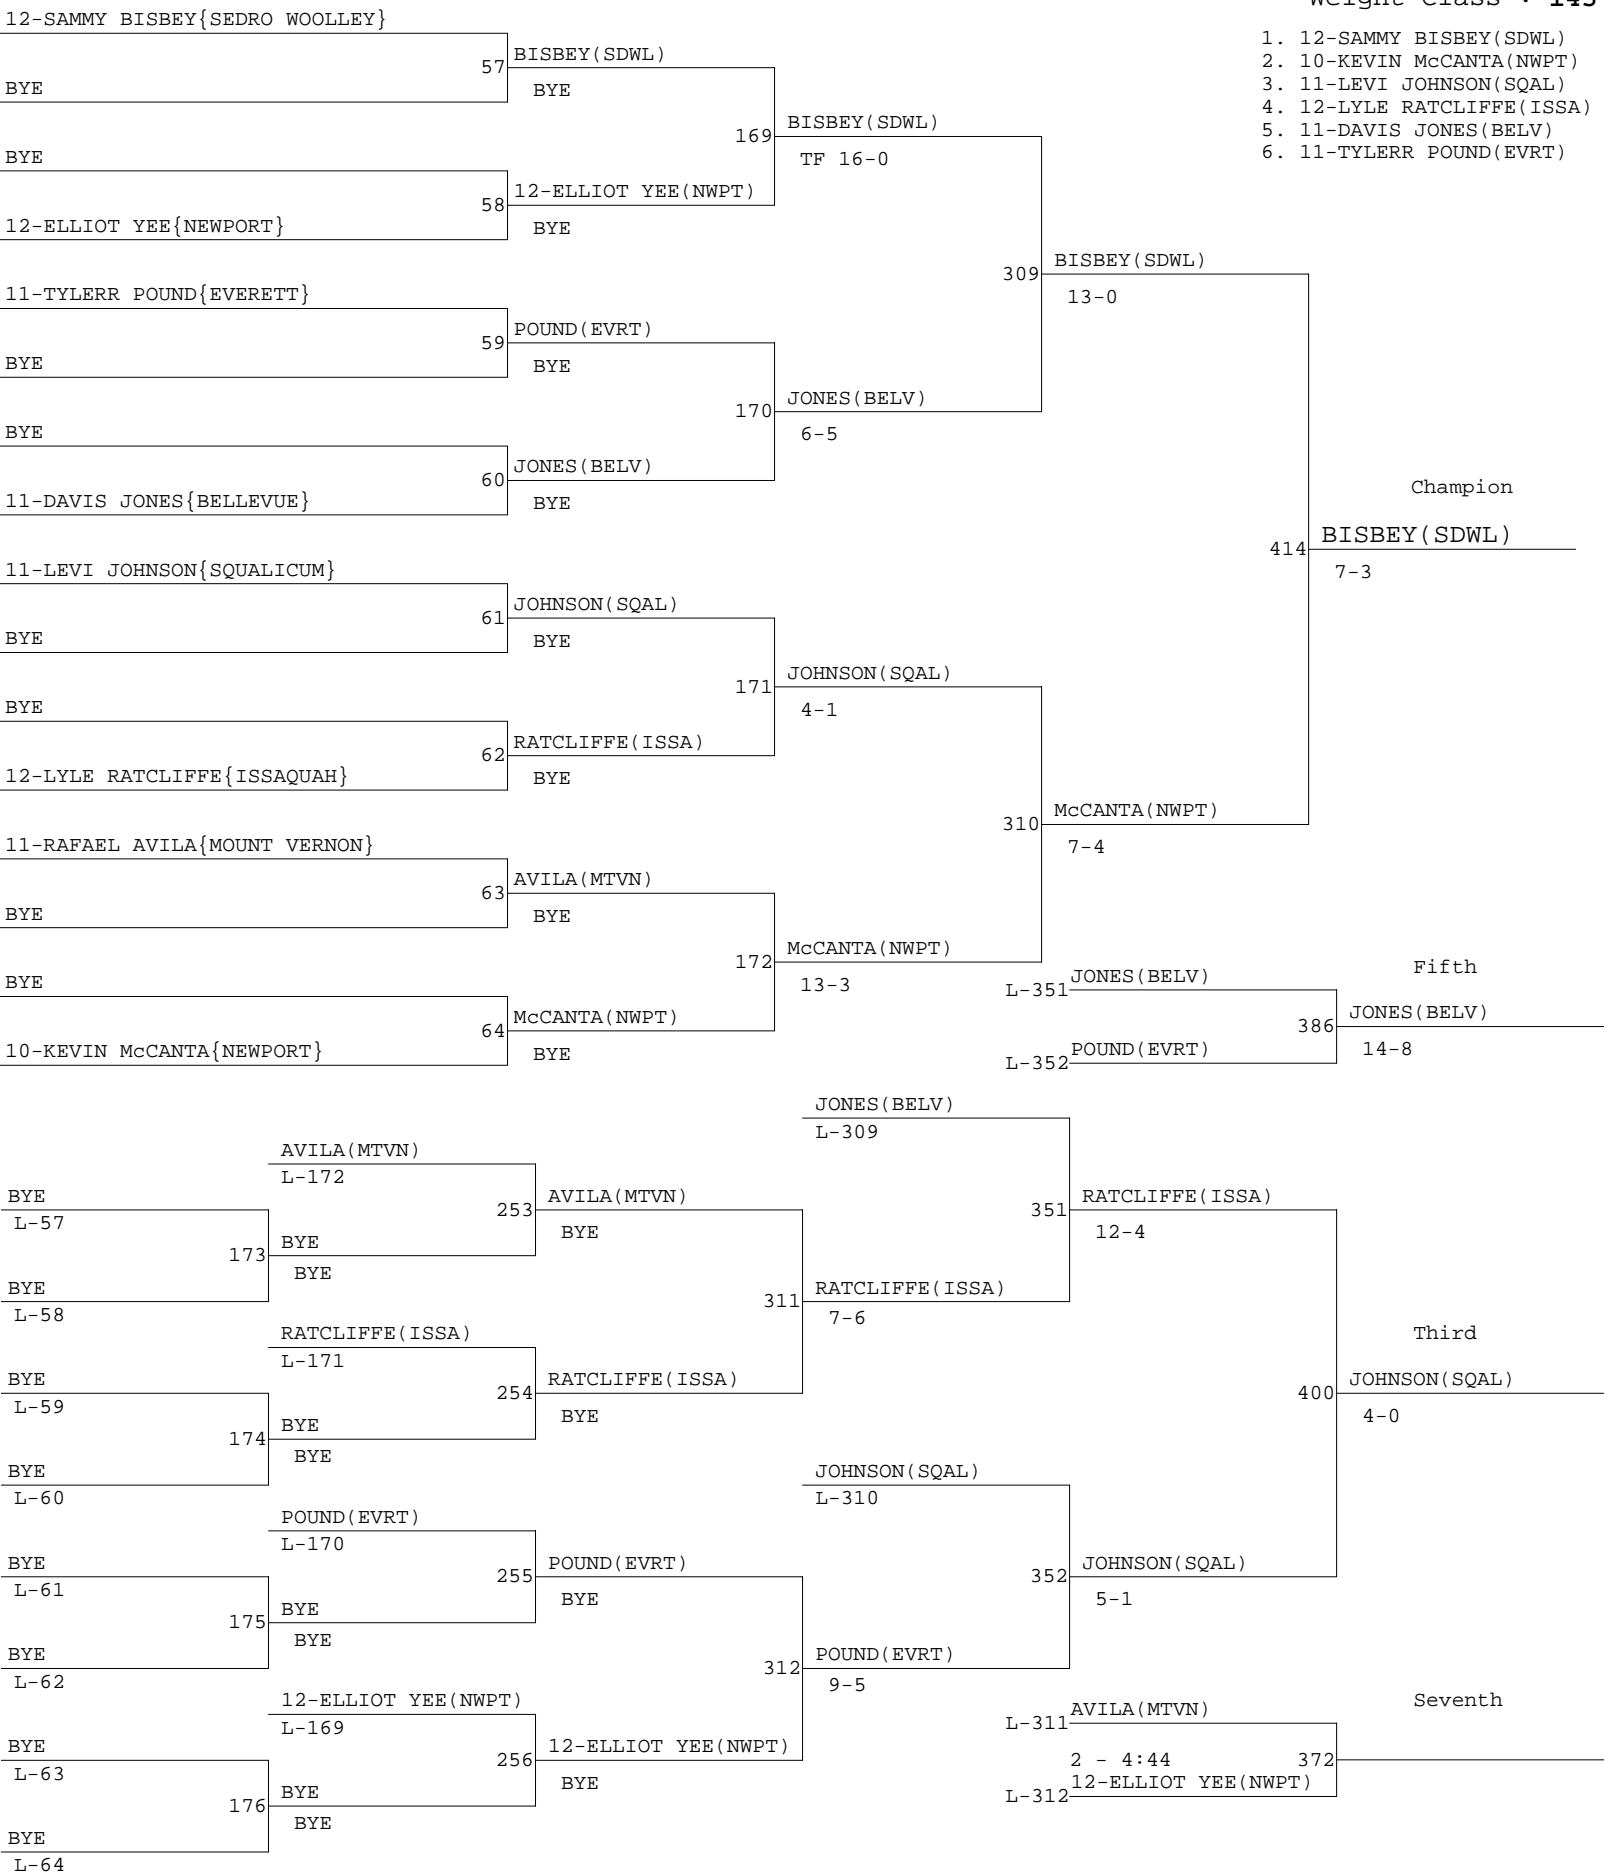 Weight Class : 145
1. 12-SAMMY BISBEY(SDWL)
2. 10-KEVIN McCANTA(NWPT)
3. 11-LEVI JOHNSON(SQAL)
4. 12-LYLE RATCLIFFE(ISSA)
5. 11-DAVIS JONES(BELV)
6. 11-TYLERR POUND(EVRT)
12-SAMMY BISBEY{SEDRO WOOLLEY}
57
BYE
BYE
58
12-ELLIOT YEE{NEWPORT}
11-TYLERR POUND{EVERETT}
59
BYE
BYE
60
11-DAVIS JONES{BELLEVUE}
11-LEVI JOHNSON{SQUALICUM}
61
BYE
BYE
62
12-LYLE RATCLIFFE{ISSAQUAH}
11-RAFAEL AVILA{MOUNT VERNON}
63
BYE
BYE
64
10-KEVIN McCANTA{NEWPORT}
BISBEY(SDWL)
BYE
169
12-ELLIOT YEE(NWPT)
BYE
POUND(EVRT)
BYE
170
JONES(BELV)
BYE
JOHNSON(SQAL)
BYE
171
RATCLIFFE(ISSA)
BYE
AVILA(MTVN)
BYE
172
McCANTA(NWPT)
BYE
BISBEY(SDWL)
TF 16-0
309
JONES(BELV)
6-5
JOHNSON(SQAL)
4-1
310
McCANTA(NWPT)
13-3
BISBEY(SDWL)
13-0
414
McCANTA(NWPT)
7-4
Champion
BISBEY(SDWL)
7-3
Fifth
L-351
JONES(BELV)
386
L-352
POUND(EVRT)
JONES(BELV)
14-8
BYE
L-57
173
BYE
L-58
BYE
L-59
174
BYE
L-60
BYE
L-61
175
BYE
L-62
BYE
L-63
176
BYE
L-64
AVILA(MTVN)
L-172
253
BYE
BYE
RATCLIFFE(ISSA)
L-171
254
BYE
BYE
POUND(EVRT)
L-170
255
BYE
BYE
12-ELLIOT YEE(NWPT)
L-169
256
BYE
BYE
AVILA(MTVN)
BYE
311
RATCLIFFE(ISSA)
BYE
POUND(EVRT)
BYE
312
12-ELLIOT YEE(NWPT)
BYE
JONES(BELV)
L-309
351
RATCLIFFE(ISSA)
7-6
JOHNSON(SQAL)
L-310
352
POUND(EVRT)
9-5
RATCLIFFE(ISSA)
12-4
400
JOHNSON(SQAL)
5-1
Third
JOHNSON(SQAL)
4-0
Seventh
L-311
AVILA(MTVN)
2 - 4:44
372
L-312
12-ELLIOT YEE(NWPT)